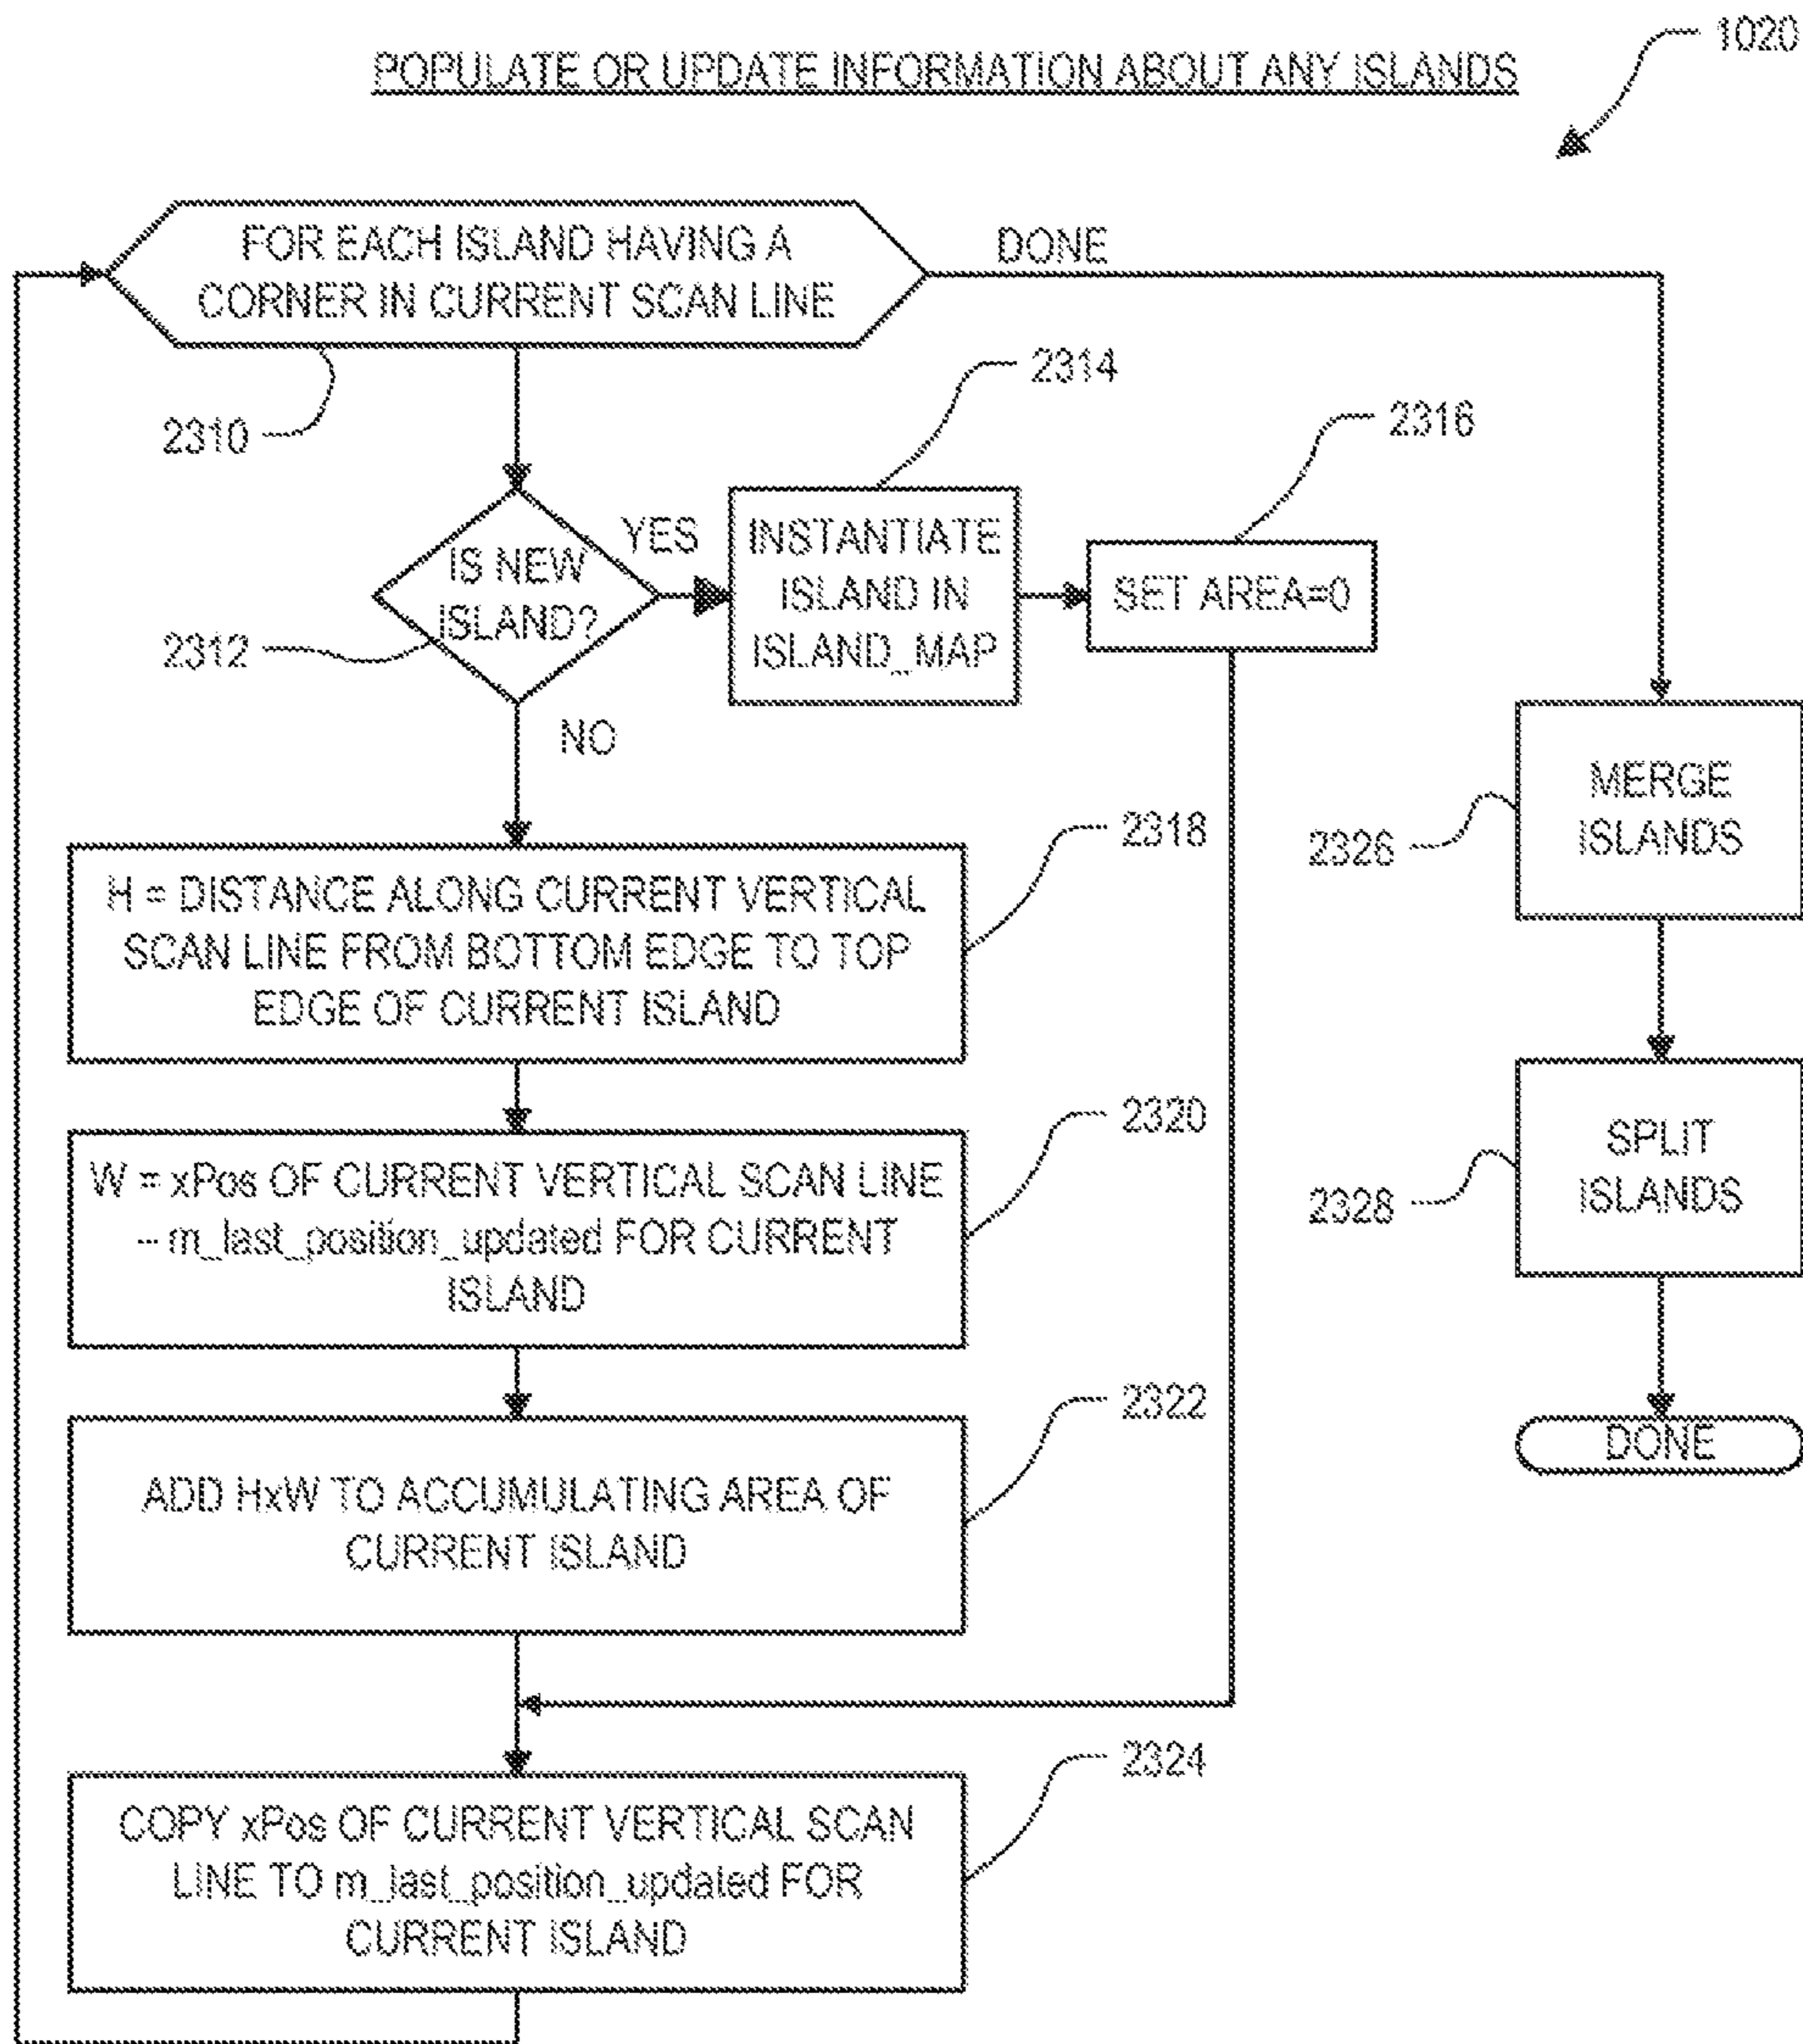 1020
POPULATE OR UPDATE INFORMATION ABOUT ANY ISLANDS
FOR EACH ISLAND HAVING A
CORNER IN CURRENT SCAN LINE
DONE
2310
2314
2316
IS NEW
ISLAND?
YES
2312
NO
INSTANTIATE
ISLAND IN
ISLAND_MAP
SET AREA=0
2318
H = DISTANCE ALONG CURRENT VERTICAL
SCAN LINE FROM BOTTOM EDGE TO TOP
EDGE OF CURRENT ISLAND
2320
W = xPos OF CURRENT VERTICAL SCAN LINE
– m_last_position_updated FOR CURRENT
ISLAND
2322
ADD HxW TO ACCUMULATING AREA OF
CURRENT ISLAND
2324
COPY xPos OF CURRENT VERTICAL SCAN
LINE TO m_last_position_updated FOR
CURRENT ISLAND
MERGE
ISLANDS
2326
SPLIT
ISLANDS
2328
DONE